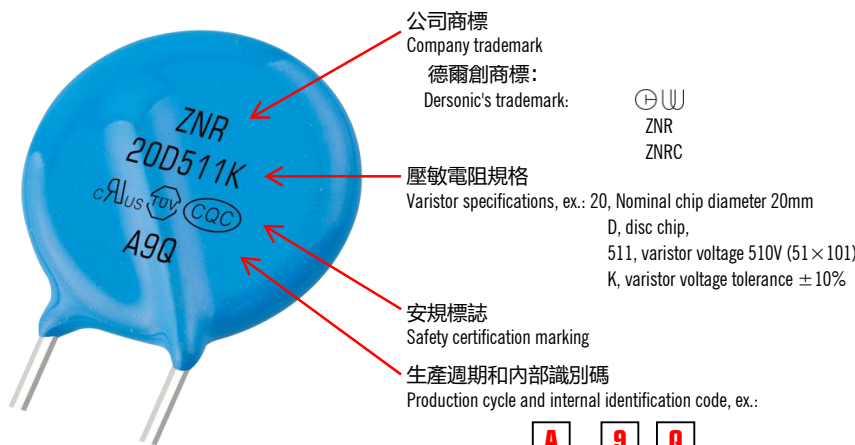 公司商標
Company trademark
德爾創商標:
Dersonic's trademark:
ZNR
ZNRC
ZNR
20D511K
cRUus TÜV CQC
A9Q
壓敏電阻規格
Varistor specifications, ex.: 20, Nominal chip diameter 20mm
D, disc chip,
511, varistor voltage 510V (51×101)
K, varistor voltage tolerance ±10%
安規標誌
Safety certification marking
生產週期和內部識別碼
Production cycle and internal identification code, ex.:
A 9 Q